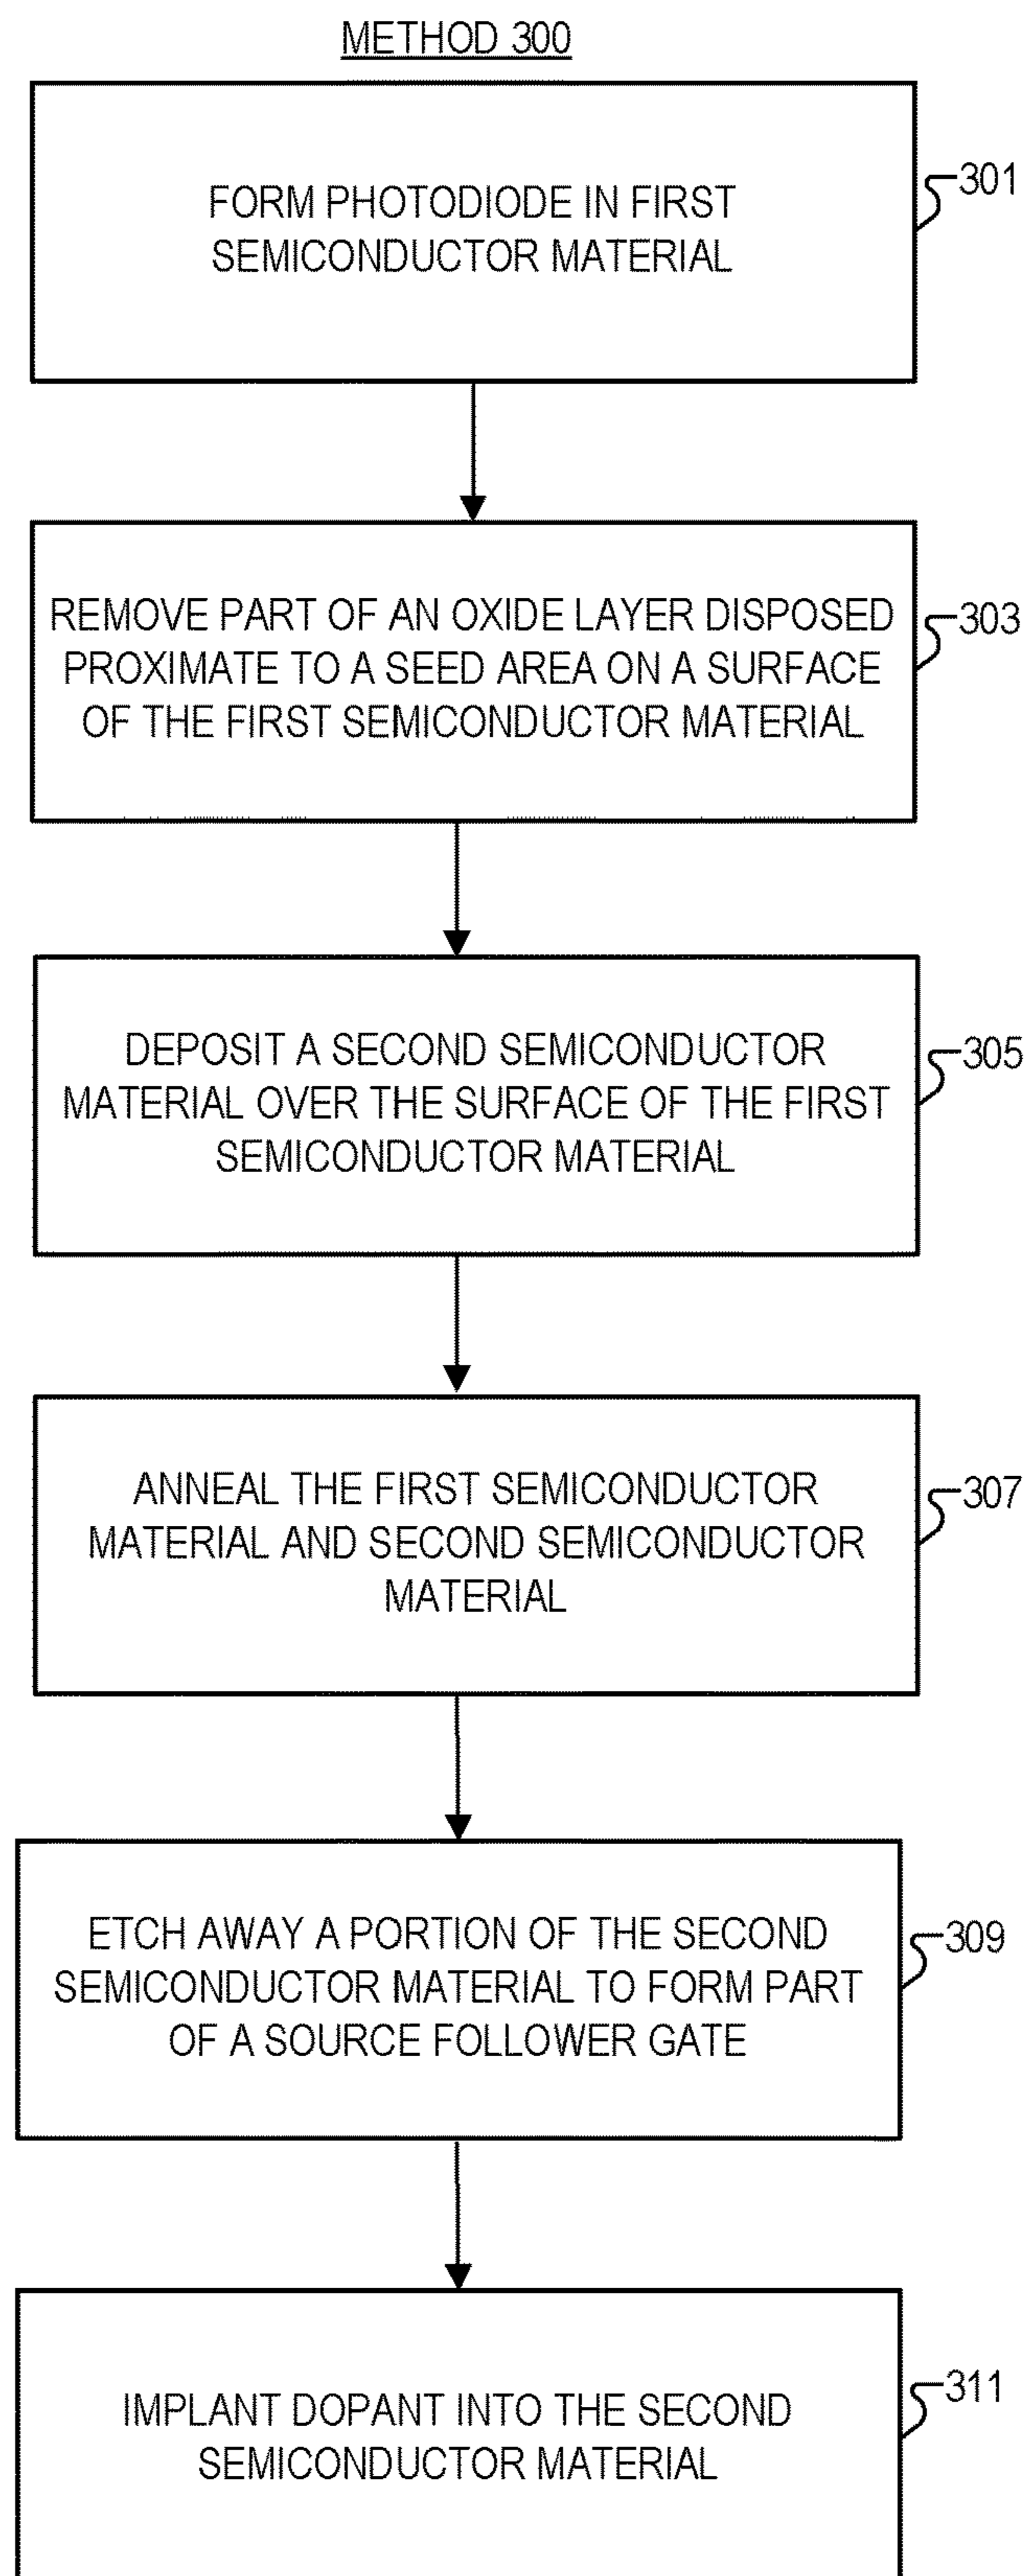 METHOD 300
FORM PHOTODIODE IN FIRST
SEMICONDUCTOR MATERIAL
301
REMOVE PART OF AN OXIDE LAYER DISPOSED
PROXIMATE TO A SEED AREA ON A SURFACE
OF THE FIRST SEMICONDUCTOR MATERIAL
303
DEPOSIT A SECOND SEMICONDUCTOR
MATERIAL OVER THE SURFACE OF THE FIRST
SEMICONDUCTOR MATERIAL
305
ANNEAL THE FIRST SEMICONDUCTOR
MATERIAL AND SECOND SEMICONDUCTOR
MATERIAL
307
ETCH AWAY A PORTION OF THE SECOND
SEMICONDUCTOR MATERIAL TO FORM PART
OF A SOURCE FOLLOWER GATE
309
IMPLANT DOPANT INTO THE SECOND
SEMICONDUCTOR MATERIAL
311